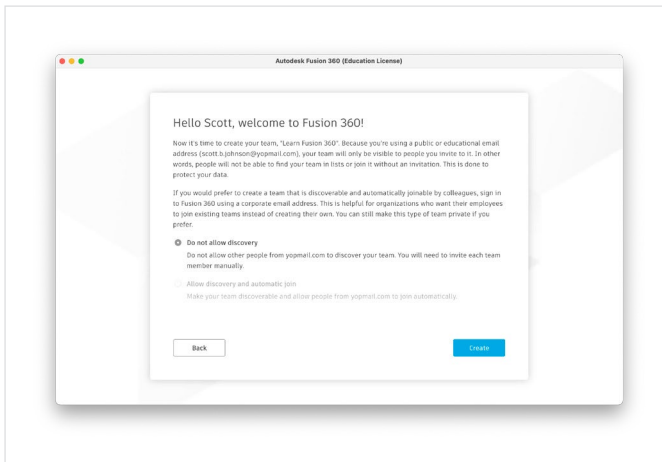 Autodesk Fusion 360 (Education License)
Hello Scott, welcome to Fusion 360!
Now it's time to create your team, "Learn Fusion 360". Because you're using a public or educational email
address (scott.b.johnson@yopmail.com), your team will only be visible to people you invite to it. In other
words, people will not be able to find your team in lists or join it without an invitation. This is done to
protect your data.
If you would prefer to create a team that is discoverable and automatically joinable by colleagues, sign in
to Fusion 360 using a corporate email address. This is helpful for organizations who want their employees
to join existing teams instead of creating their own. You can still make this type of team private if you
prefer.
Do not allow discovery
Do not allow other people from yopmail.com to discover your team. You will need to invite each team
member manually.
Allow discovery and automatic join
Make your team discoverable and allow people from yopmail.com to join automatically.
Back
Create